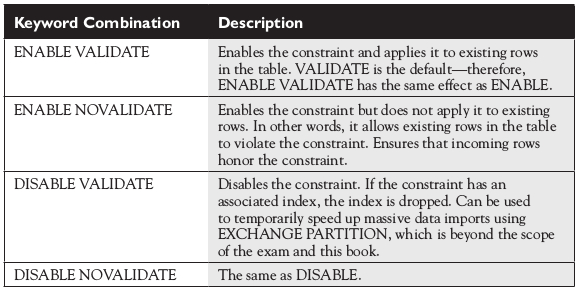 Keyword Combination Description
ENABLE VALIDATE Enables the constraint and applies it to existing rows
in the table. VALIDATE is the default—therefore,
ENABLE VALIDATE has the same effect as ENABLE.
ENABLE NOVALIDATE Enables the constraint but does not apply it to existing
rows. In other words, it allows existing rows in the table
to violate the constraint. Ensures that incoming rows
honor the constraint.
DISABLE VALIDATE Disables the constraint. If the constraint has an
associated index, the index is dropped. Can be used
to temporarily speed up massive data imports using
EXCHANGE PARTITION, which is beyond the scope
of the exam and this book.
DISABLE NOVALIDATE The same as DISABLE.